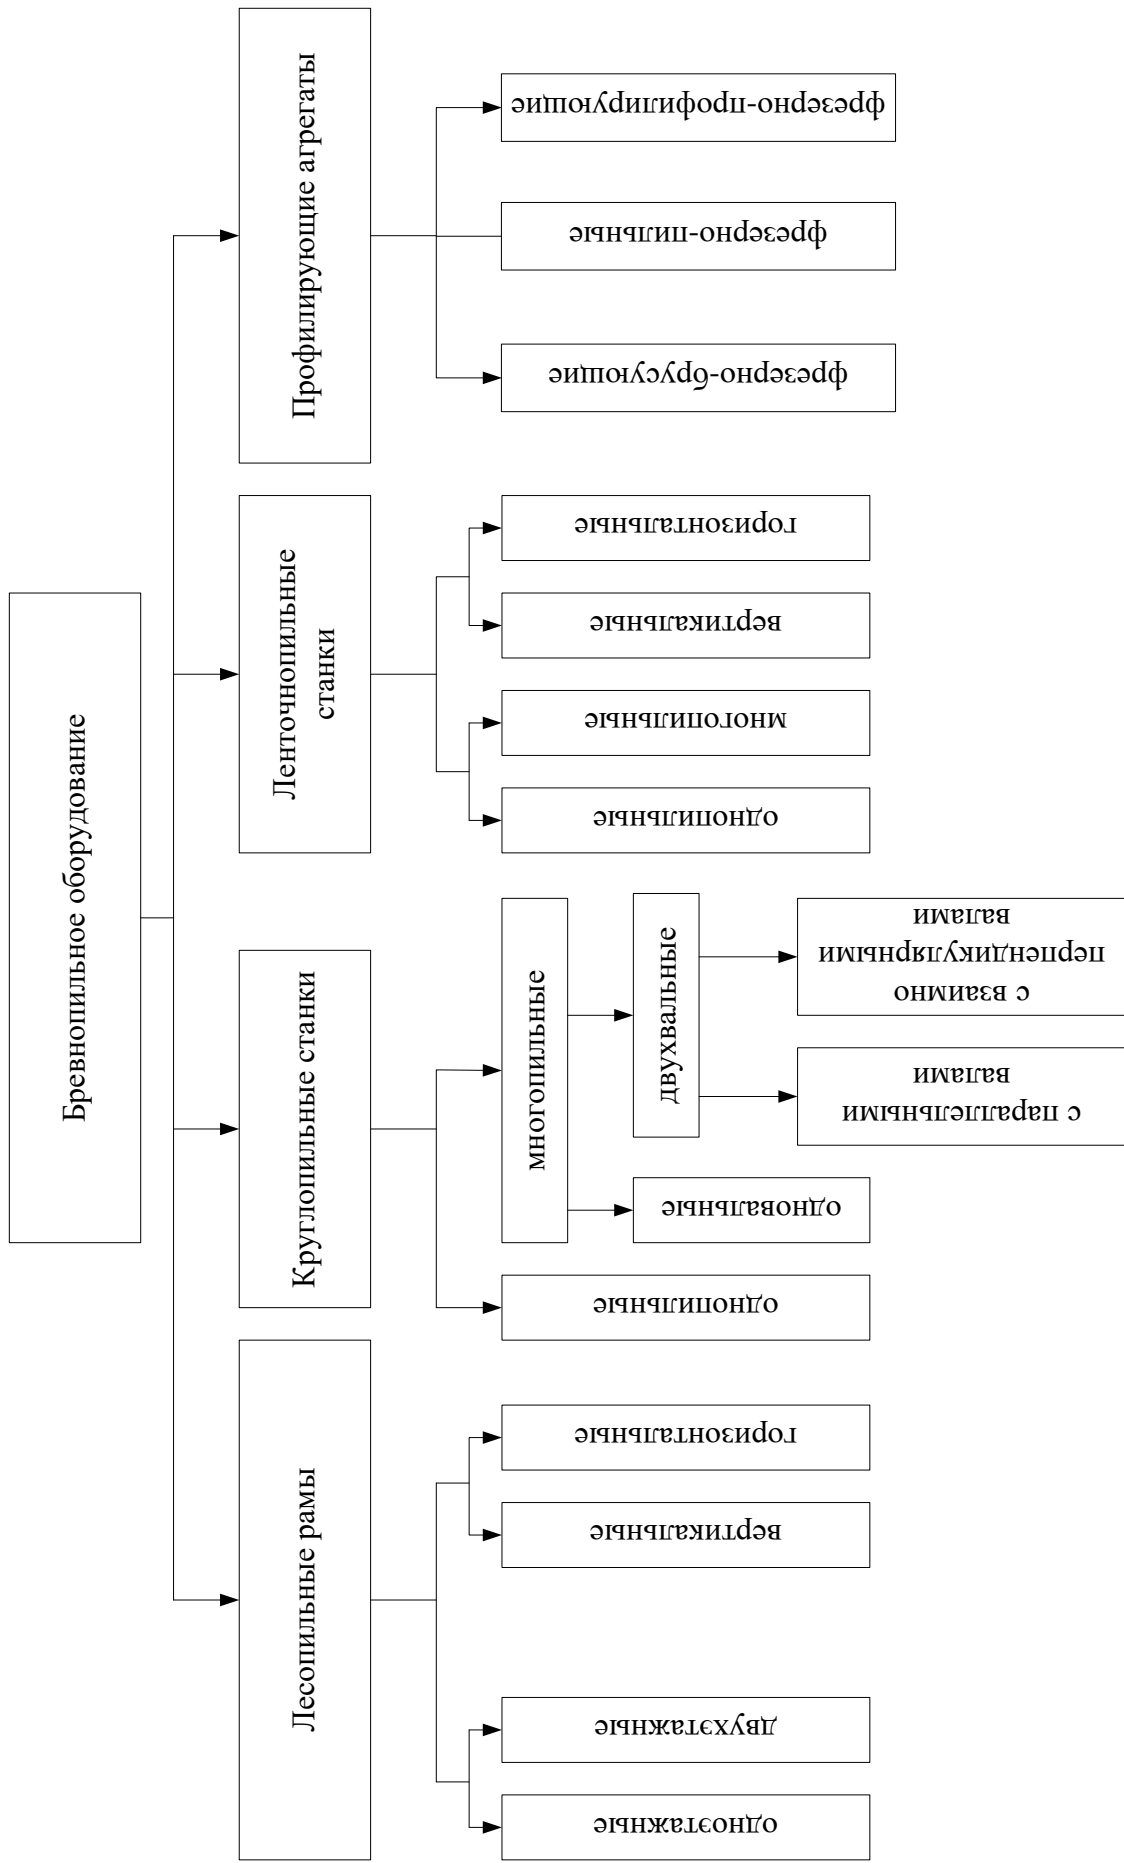 Бревнопильное оборудование
Лесопильные рамы
Круглопильные станки
Ленточнопильные
станки
Профилирующие агрегаты
одноэтажные
двухэтажные
вертикальные
горизонтальные
однопильные
многопильные
одновальные
двухвальные
с параллельными
валами
с взаимно
перпендикулярными
валами
однопильные
многопильные
вертикальные
горизонтальные
фрезерно-брусующие
фрезерно-пильные
фрезерно-профилирующие